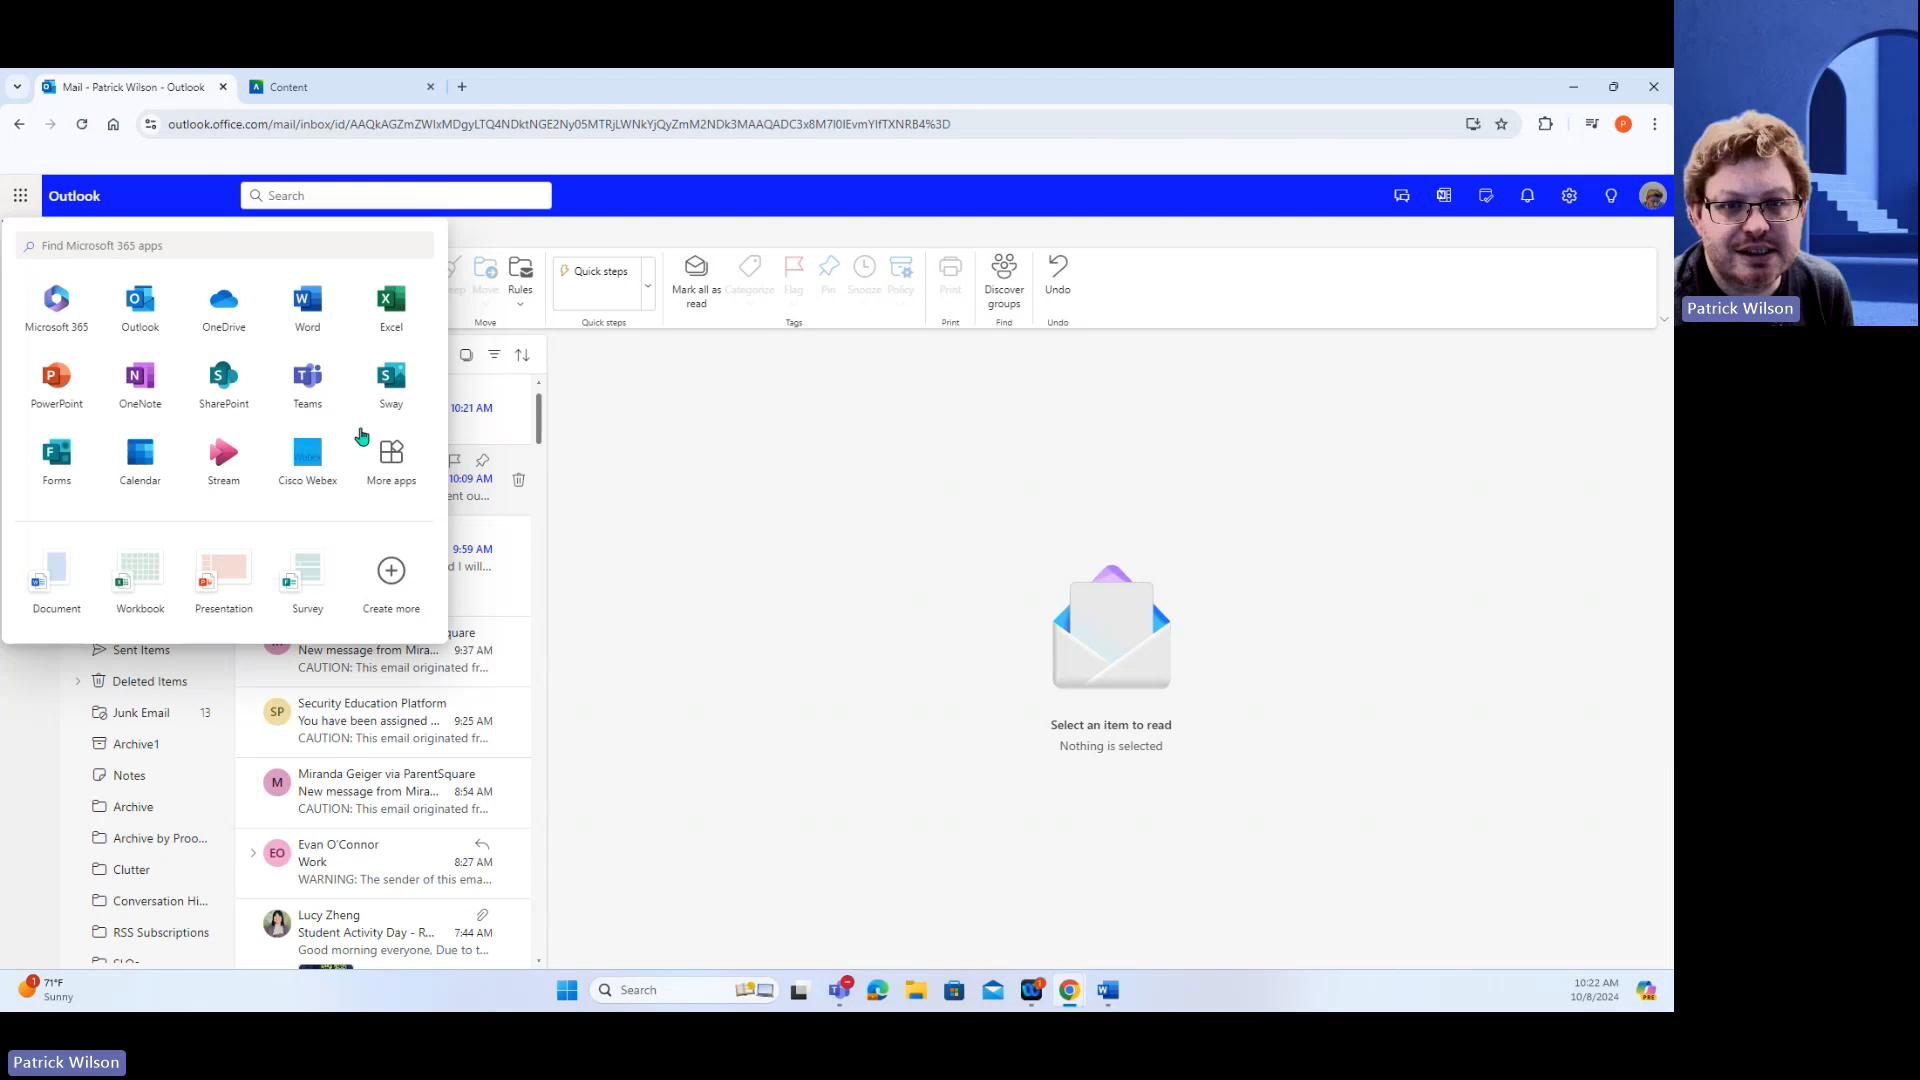 Mail - Patrick Wilson - Outlook
Content
outlook.office.com/mail/inbox/id/AAQkAGZmZWIxMDgyLTQ4NDktNGE2Ny05MTRjLWNkYjQyZmM2NDk3MAAQADC3x8M7I0IEvmYIfTXNRB4%3D
P
Outlook
Search
Find Microsoft 365 apps
Microsoft 365
Outlook
OneDrive
Word
Excel
PowerPoint
OneNote
SharePoint
Teams
Sway
Forms
Calendar
Stream
Webex
Cisco Webex
More apps
Document
Workbook
Presentation
Survey
Create more
Move
Rules
Move
Quick steps
Quick steps
Mark all as read
Categorize
Flag
Pin
Snooze
Policy
Tags
Print
Print
Discover groups
Find
Undo
Undo
10:21 AM
10:09 AM
ent ou...
9:59 AM
d I will...
quare
New message from Mira... 9:37 AM
CAUTION: This email originated fr...
SP
Security Education Platform
You have been assigned ... 9:25 AM
CAUTION: This email originated fr...
M
Miranda Geiger via ParentSquare
New message from Mira... 8:54 AM
CAUTION: This email originated fr...
EO
Evan O'Connor
Work 8:27 AM
WARNING: The sender of this ema...
Lucy Zheng
Student Activity Day - R... 7:44 AM
Good morning everyone, Due to t...
Sent Items
Deleted Items
Junk Email 13
Archive1
Notes
Archive
Archive by Proo...
Clutter
Conversation Hi...
RSS Subscriptions
Select an item to read
Nothing is selected
1
71°F
Sunny
Search
1
10:22 AM
10/8/2024
PRE
Patrick Wilson
Patrick Wilson